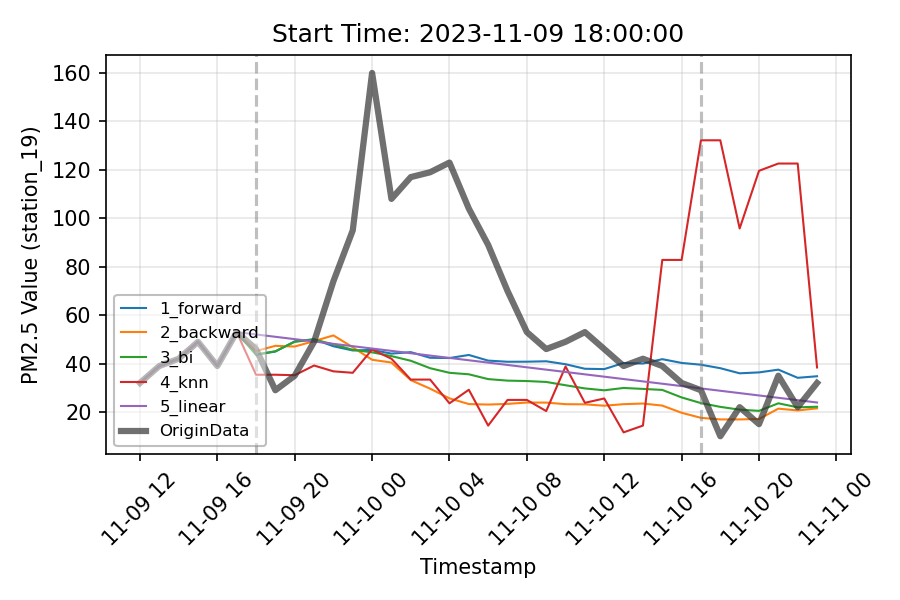 Start Time: 2023-11-09 18:00:00
PM2.5 Value (station_19)
160
140
120
100
80
60
40
20
1_forward
2_backward
3_bi
4_knn
5_linear
OriginData
11-09 12
11-09 16
11-09 20
11-10 00
11-10 04
11-10 08
11-10 12
11-10 16
11-10 20
11-11 00
Timestamp